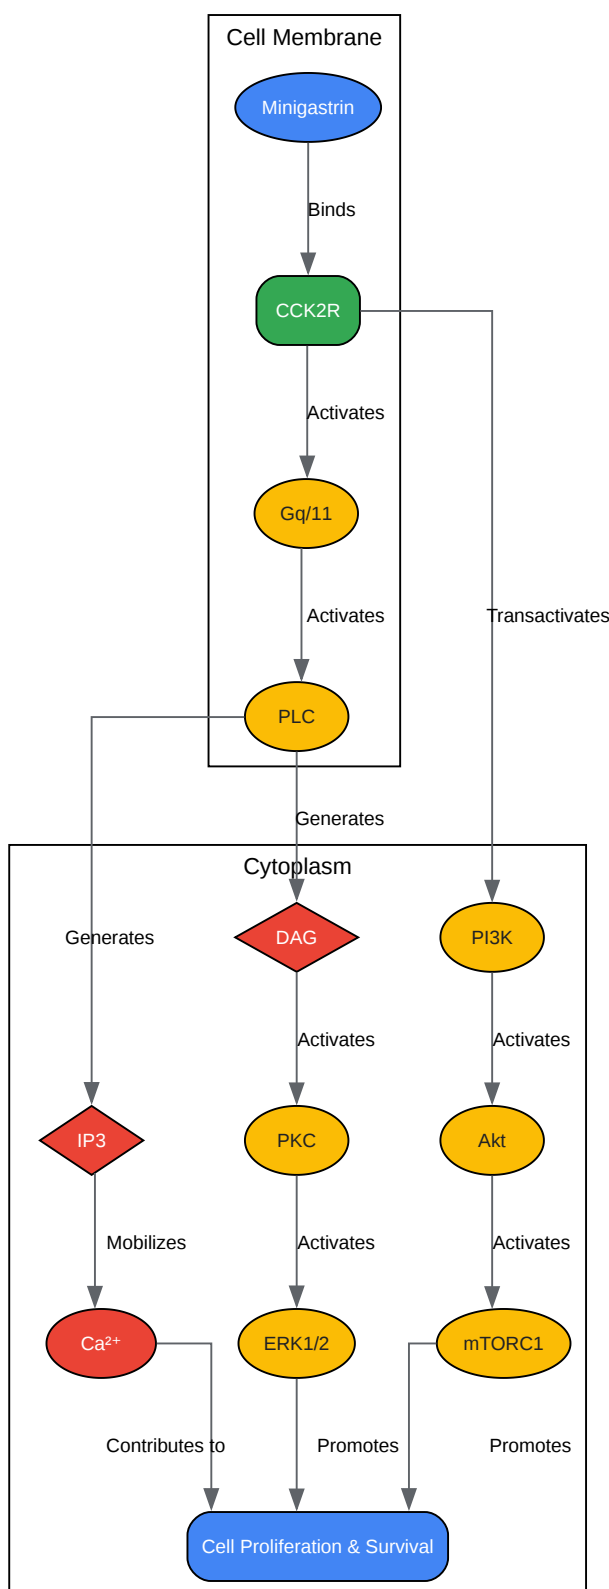 Cell Membrane
Minigastrin
Binds
CCK2R
Activates
Gq/11
Activates
Transactivates
PLC
Generates
Cytoplasm
Generates
DAG
PI3K
Activates
Activates
IP3
PKC
Akt
Mobilizes
Activates
Activates
Ca²⁺
ERK1/2
mTORC1
Contributes to
Promotes
Promotes
Cell Proliferation & Survival